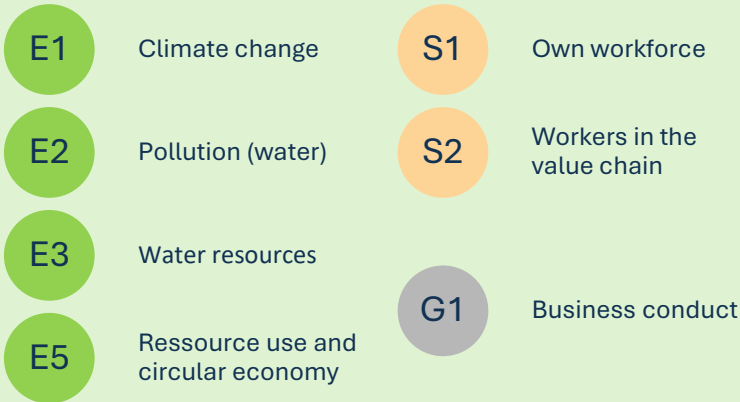 E1 Climate change
E2 Pollution (water)
E3 Water resources
E5 Ressource use and
circular economy
S1 Own workforce
S2 Workers in the
value chain
G1 Business conduct